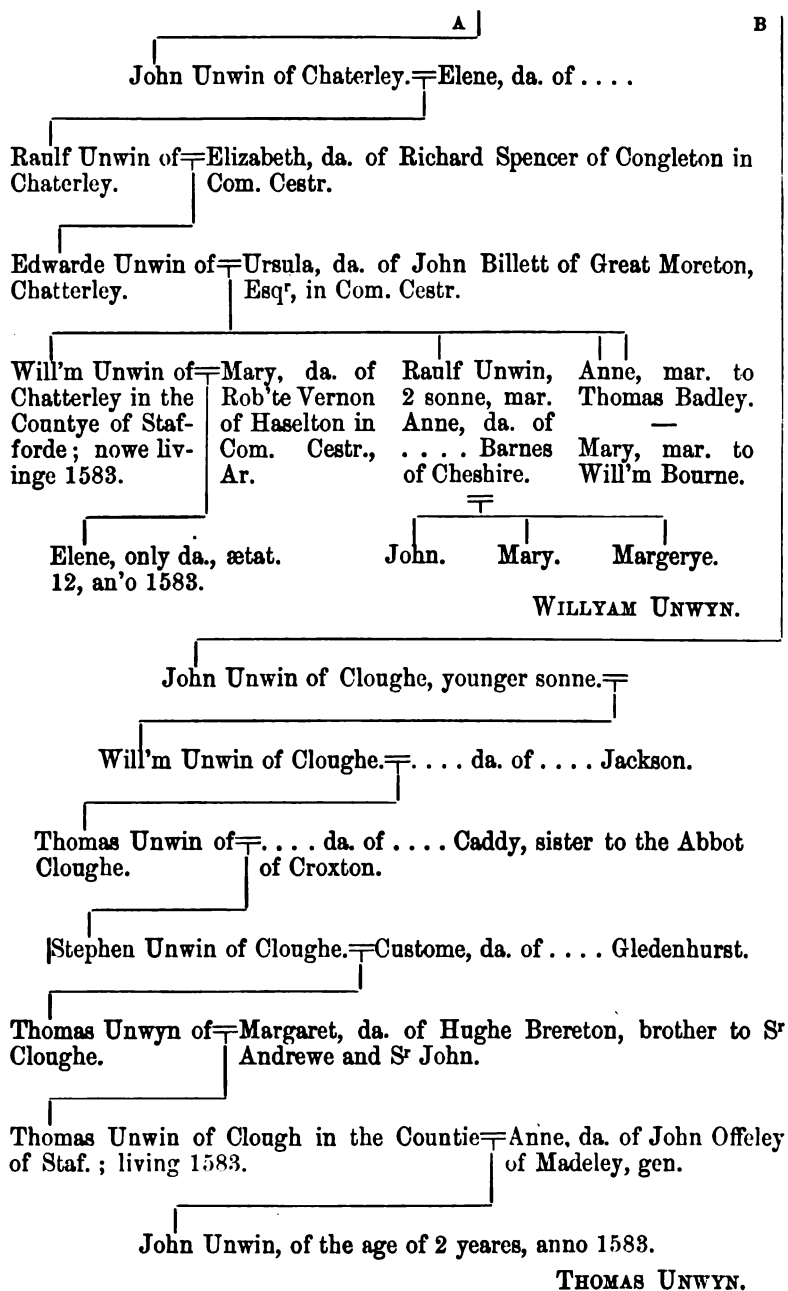 A B
John Unwin of Chaterley.=Elene, da. of . . . .
Raulf Unwin of=Elizabeth, da. of Richard Spencer of Congleton in
Chaterley. Com. Cestr.
Edwarde Unwin of=Ursula, da. of John Billett of Great Moreton,
Chatterley. Esqʳ, in Com. Cestr.
Will'm Unwin of=
Chatterley in the
Countye of Staf-
forde; nowe liv-
inge 1583.
Mary, da. of
Rob'te Vernon
of Haselton in
Com. Cestr.,
Ar.
Raulf Unwin,
2 sonne, mar.
Anne, da. of
. . . . Barnes
of Cheshire.
=
Anne, mar. to
Thomas Badley.
—
Mary, mar. to
Will'm Bourne.
Elene, only da., ætat.
12, an'o 1583.
John. Mary. Margerye.
WILLYAM UNWYN.
John Unwin of Cloughe, younger sonne.=
Will'm Unwin of Cloughe.=. . . . da. of . . . . Jackson.
Thomas Unwin of=. . . . da. of . . . . Caddy, sister to the Abbot
Cloughe. of Croxton.
Stephen Unwin of Cloughe.=Custome, da. of . . . . Gledenhurst.
Thomas Unwyn of=Margaret, da. of Hughe Brereton, brother to Sʳ
Cloughe. Andrewe and Sʳ John.
Thomas Unwin of Clough in the Countie=Anne, da. of John Offeley
of Staf.; living 1583. of Madeley, gen.
John Unwin, of the age of 2 yeares, anno 1583.
THOMAS UNWYN.